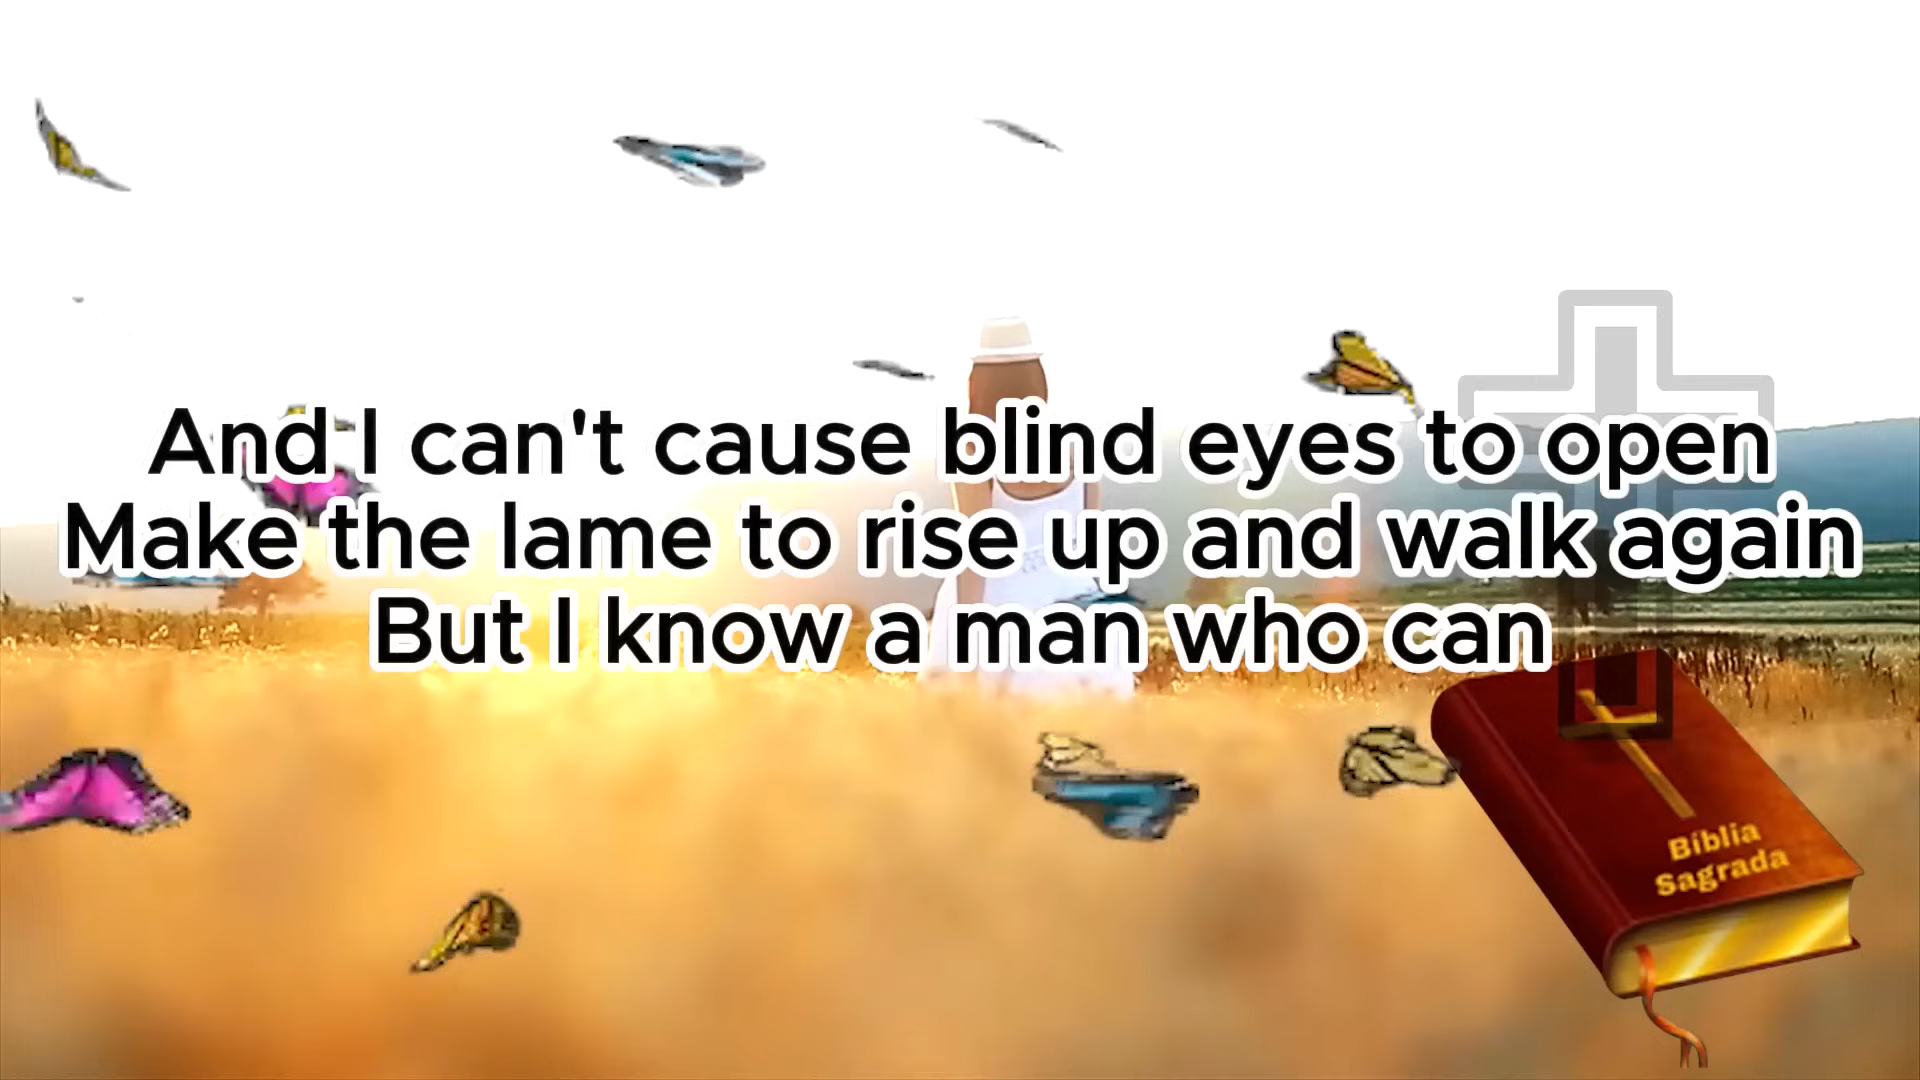 And I can't cause blind eyes to open
Make the lame to rise up and walk again
But I know a man who can
Bíblia
Sagrada